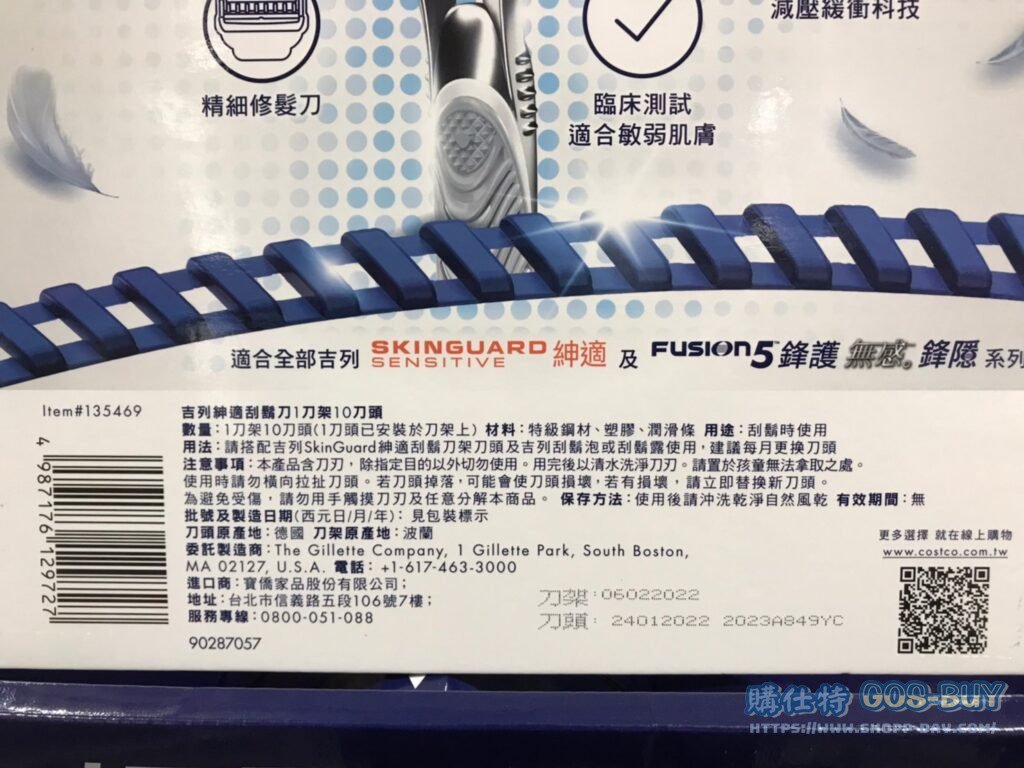 減壓緩衝科技
精細修髮刀
臨床測試
適合敏弱肌膚
適合全部吉列 SKINGUARD SENSITIVE 紳適 及 FUSION5™ 鋒護 無感。鋒隱 系列
Item#135469
4 987176 129727
吉列紳適刮鬍刀1刀架10刀頭
數量:1刀架10刀頭(1刀頭已安裝於刀架上) 材料:特級鋼材、塑膠、潤滑條 用途:刮鬍時使用
用法:請搭配吉列SkinGuard紳適刮鬍刀架刀頭及吉列刮鬍泡或刮鬍露使用,建議每月更換刀頭
注意事項:本產品含刀刃,除指定目的以外切勿使用。用完後以清水洗淨刀刃。請置於孩童無法拿取之處。
使用時請勿橫向拉扯刀頭。若刀頭掉落,可能會使刀頭損壞,若有損壞,請立即替換新刀頭。
為避免受傷,請勿用手觸摸刀刃及任意分解本商品。 保存方法:使用後請沖洗乾淨自然風乾 有效期間:無
批號及製造日期(西元日/月/年): 見包裝標示
刀頭原產地:德國 刀架原產地:波蘭
委託製造商:The Gillette Company, 1 Gillette Park, South Boston,
MA 02127, U.S.A. 電話:+1-617-463-3000
進口商:寶僑家品股份有限公司;
地址:台北市信義路五段106號7樓;
服務專線:0800-051-088
90287057
刀架:06022022
刀頭: 24012022 2023A849YC
更多選擇 就在線上購物
www.costco.com.tw
購仕特 GOS-BUY
HTTPS://WWW.SHOPP-DAY.COM/